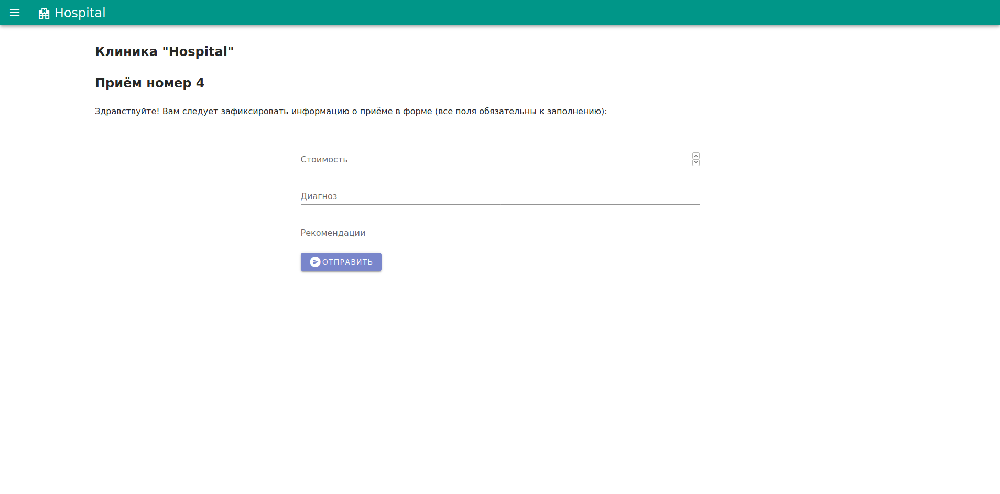 Hospital
Клиника "Hospital"
Приём номер 4
Здравствуйте! Вам следует зафиксировать информацию о приёме в форме (все поля обязательны к заполнению):
Стоимость
Диагноз
Рекомендации
ОТПРАВИТЬ